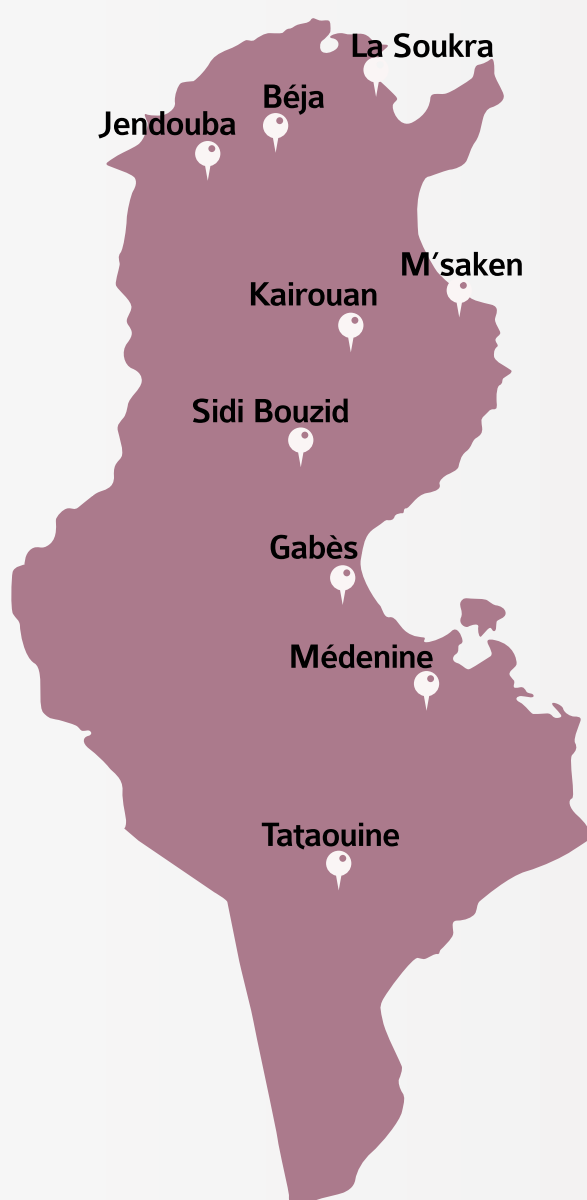 La Soukra
Béja
Jendouba
M'saken
Kairouan
Sidi Bouzid
Gabès
Médenine
Tataouine